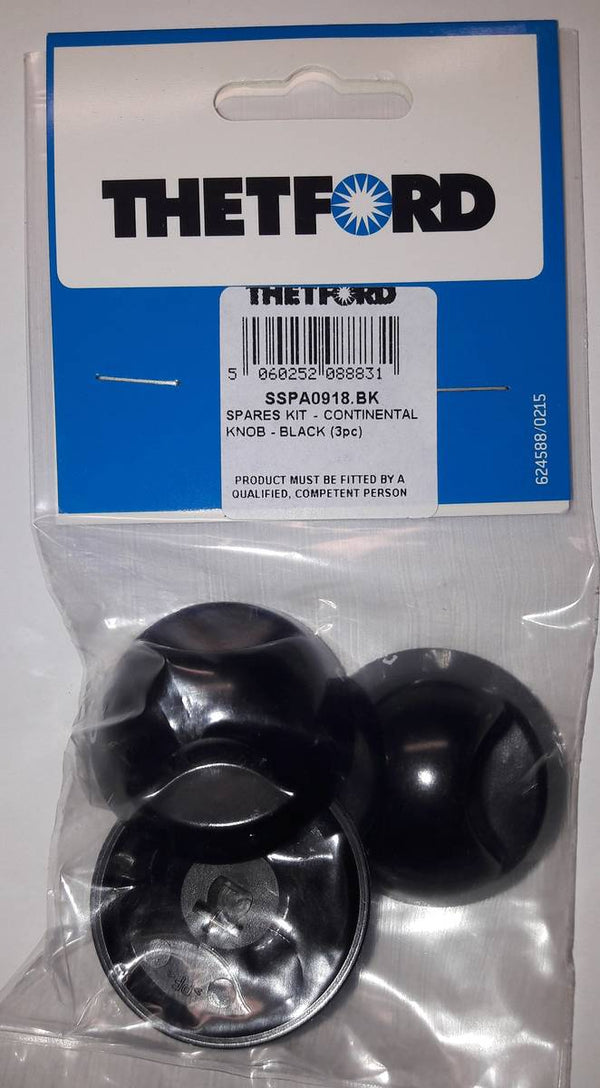 THETFORD
THETFORD
5 060252 088831
SSPA0918.BK
SPARES KIT - CONTINENTAL
KNOB - BLACK (3pc)
PRODUCT MUST BE FITTED BY A
QUALIFIED, COMPETENT PERSON
624588/0215